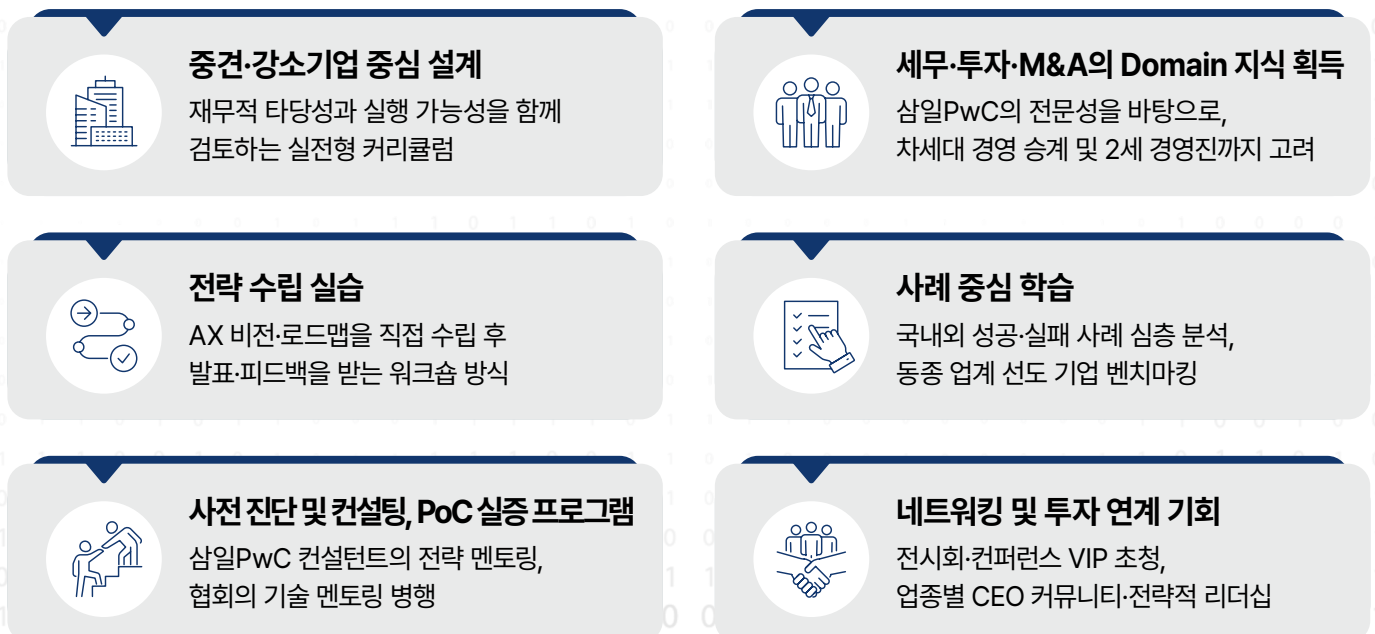 중견·강소기업 중심 설계
재무적 타당성과 실행 가능성을 함께
검토하는 실전형 커리큘럼
세무·투자·M&A의 Domain 지식 획득
삼일PwC의 전문성을 바탕으로,
차세대 경영 승계 및 2세 경영진까지 고려
전략 수립 실습
AX 비전·로드맵을 직접 수립 후
발표·피드백을 받는 워크숍 방식
사례 중심 학습
국내외 성공·실패 사례 심층 분석,
동종 업계 선도 기업 벤치마킹
사전 진단 및 컨설팅, PoC 실증 프로그램
삼일PwC 컨설턴트의 전략 멘토링,
협회의 기술 멘토링 병행
네트워킹 및 투자 연계 기회
전시회·컨퍼런스 VIP 초청,
업종별 CEO 커뮤니티·전략적 리더십